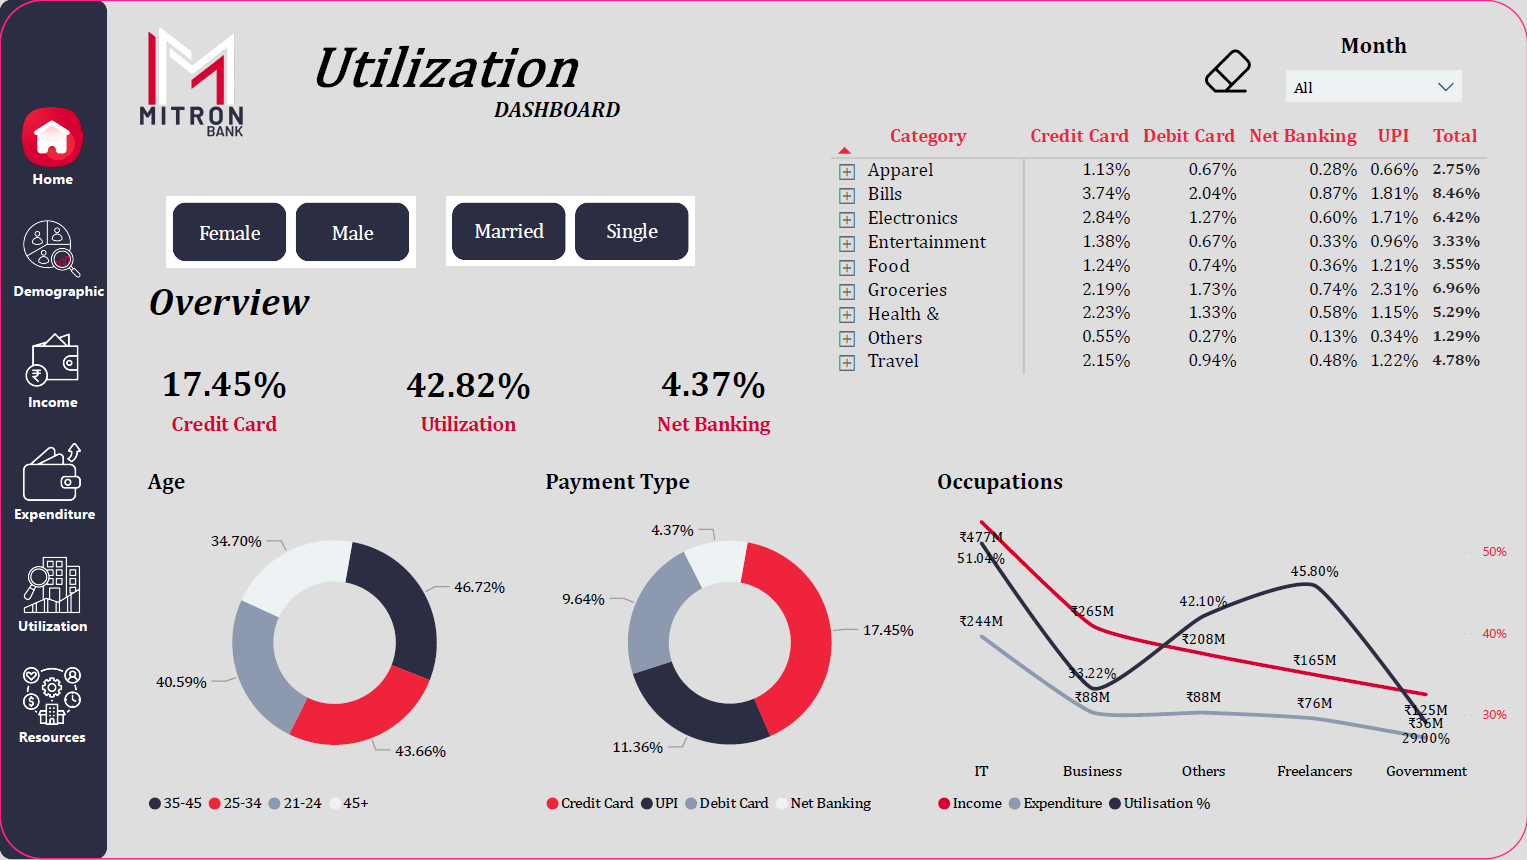 MITRON
BANK
Utilization
DASHBOARD
Month
All
Home
Demographic
Income
Expenditure
Utilization
Resources
Female
Male
Married
Single
Category Credit Card Debit Card Net Banking UPI Total
Apparel 1.13% 0.67% 0.28% 0.66% 2.75%
Bills 3.74% 2.04% 0.87% 1.81% 8.46%
Electronics 2.84% 1.27% 0.60% 1.71% 6.42%
Entertainment 1.38% 0.67% 0.33% 0.96% 3.33%
Food 1.24% 0.74% 0.36% 1.21% 3.55%
Groceries 2.19% 1.73% 0.74% 2.31% 6.96%
Health & 2.23% 1.33% 0.58% 1.15% 5.29%
Others 0.55% 0.27% 0.13% 0.34% 1.29%
Travel 2.15% 0.94% 0.48% 1.22% 4.78%
Overview
17.45%
Credit Card
42.82%
Utilization
4.37%
Net Banking
Age
34.70%
46.72%
40.59%
43.66%
35-45 25-34 21-24 45+
Payment Type
4.37%
9.64%
17.45%
11.36%
Credit Card UPI Debit Card Net Banking
Occupations
₹477M
51.04%
₹244M
₹265M
33.22%
₹88M
42.10%
₹208M
₹88M
45.80%
₹165M
₹76M
₹125M
₹36M
29.00%
50%
40%
30%
IT Business Others Freelancers Government
Income Expenditure Utilisation %